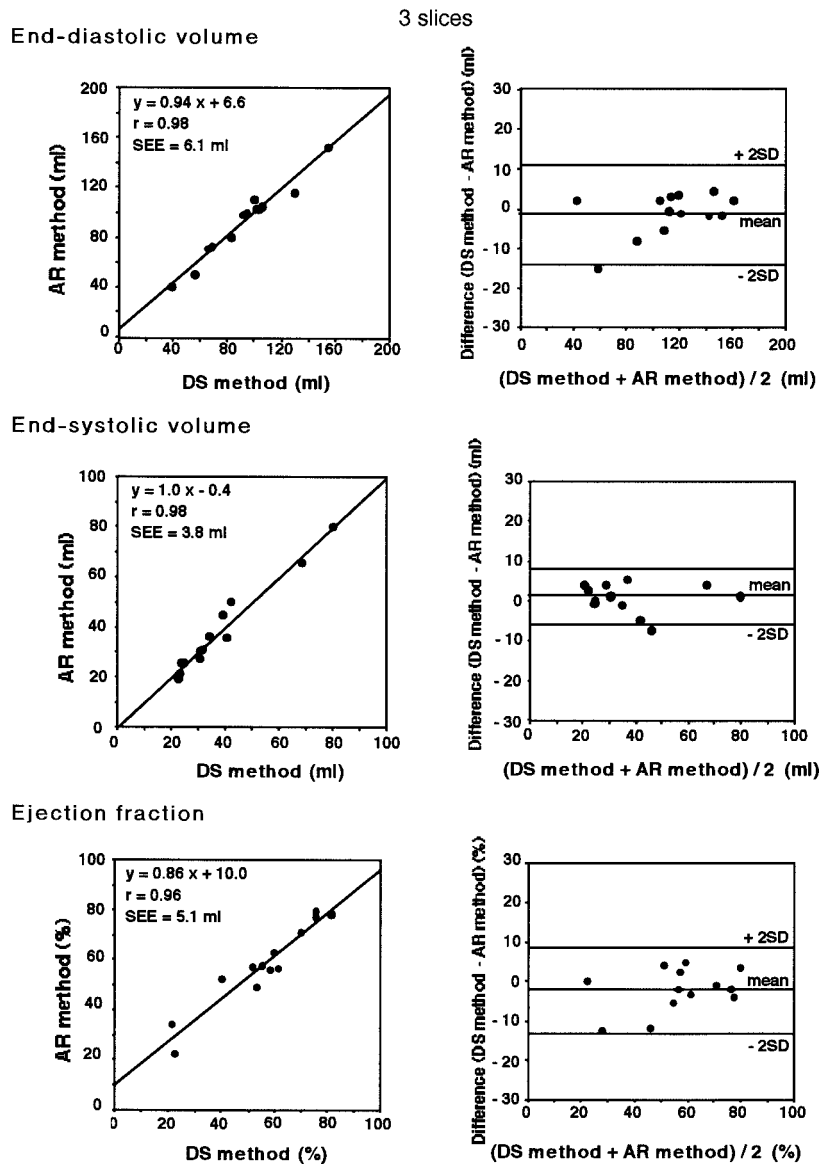 3 slices
End-diastolic volume
y = 0.94 x + 6.6
r = 0.98
SEE = 6.1 ml
AR method (ml)
200
160
120
80
40
0
0 40 80 120 160 200
DS method (ml)
Difference (DS method - AR method) (ml)
30
20
10
0
- 10
- 20
- 30
+ 2SD
mean
- 2SD
0 40 80 120 160 200
(DS method + AR method) / 2 (ml)
End-systolic volume
y = 1.0 x - 0.4
r = 0.98
SEE = 3.8 ml
AR method (ml)
100
80
60
40
20
0
0 20 40 60 80 100
DS method (ml)
Difference (DS method - AR method) (ml)
30
20
10
0
- 10
- 20
- 30
mean
- 2SD
0 20 40 60 80 100
(DS method + AR method) / 2 (ml)
Ejection fraction
y = 0.86 x + 10.0
r = 0.96
SEE = 5.1 ml
AR method (%)
100
80
60
40
20
0
0 20 40 60 80 100
DS method (%)
Difference (DS method - AR method) (%)
30
20
10
0
- 10
- 20
- 30
+ 2SD
mean
- 2SD
0 20 40 60 80 100
(DS method + AR method) / 2 (%)